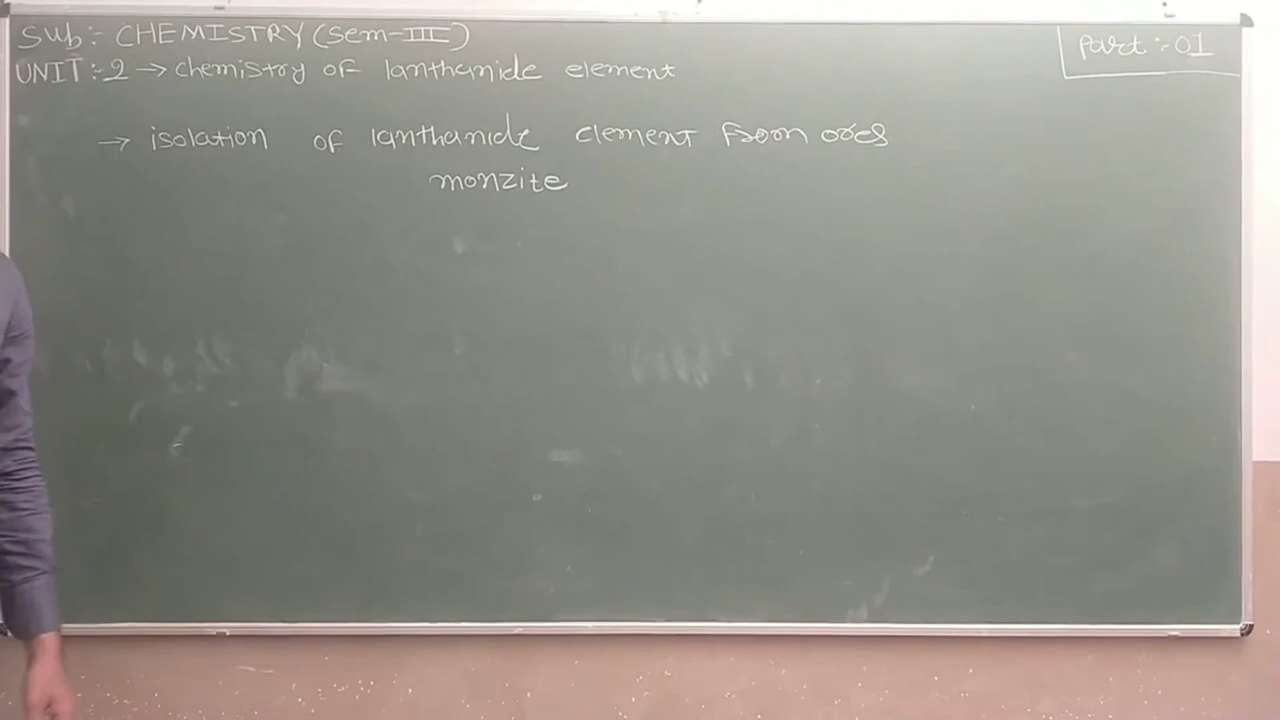 Sub:- CHEMISTRY (Sem-III)
Part :- 01
UNIT :- 2 → chemistry of lanthanide element
→ isolation of lanthanide element from ores
monzite